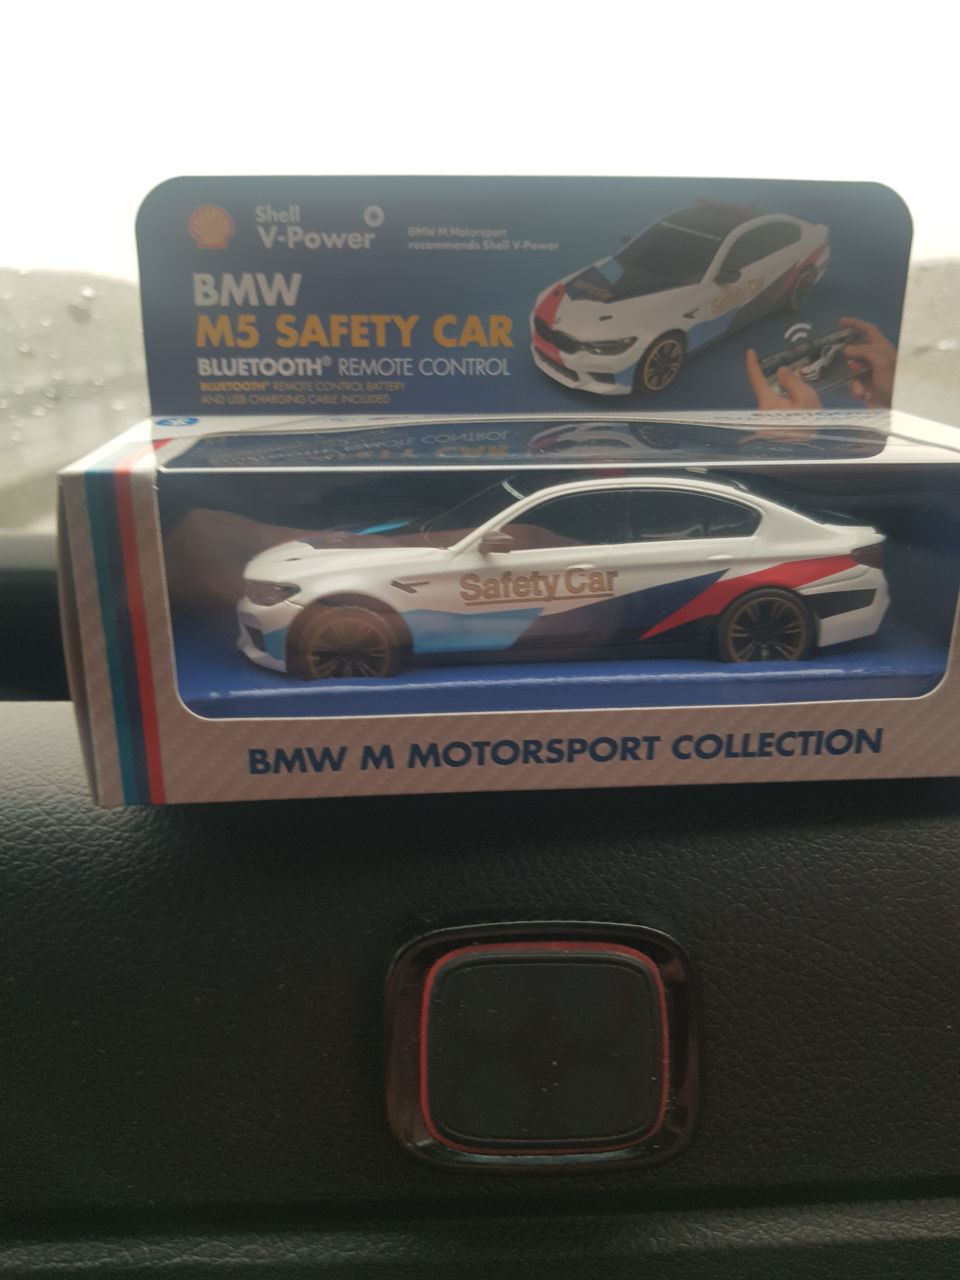 Shell
V-Power
BMW M Motorsport
recommends Shell V-Power
BMW
M5 SAFETY CAR
BLUETOOTH® REMOTE CONTROL
BLUETOOTH® REMOTE CONTROL BATTERY
AND USB CHARGING CABLE INCLUDED
Safety Car
BLUETOOTH
Safety Car
BMW M MOTORSPORT COLLECTION